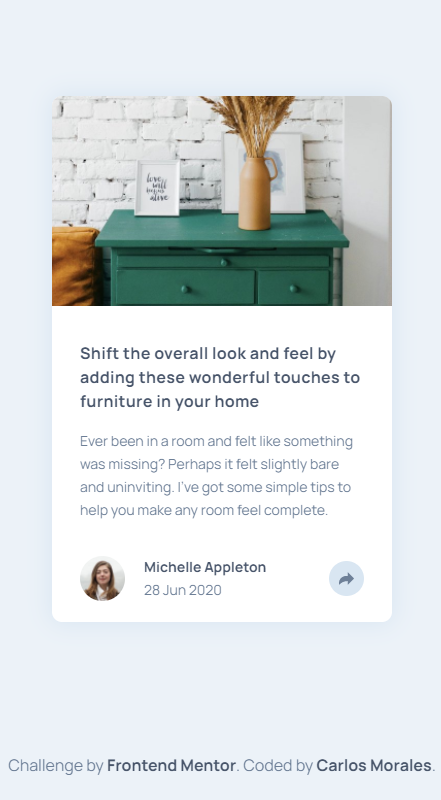 love
will
keep us
alive
Shift the overall look and feel by
adding these wonderful touches to
furniture in your home
Ever been in a room and felt like something
was missing? Perhaps it felt slightly bare
and uninviting. I've got some simple tips to
help you make any room feel complete.
Michelle Appleton
28 Jun 2020
Challenge by Frontend Mentor. Coded by Carlos Morales.